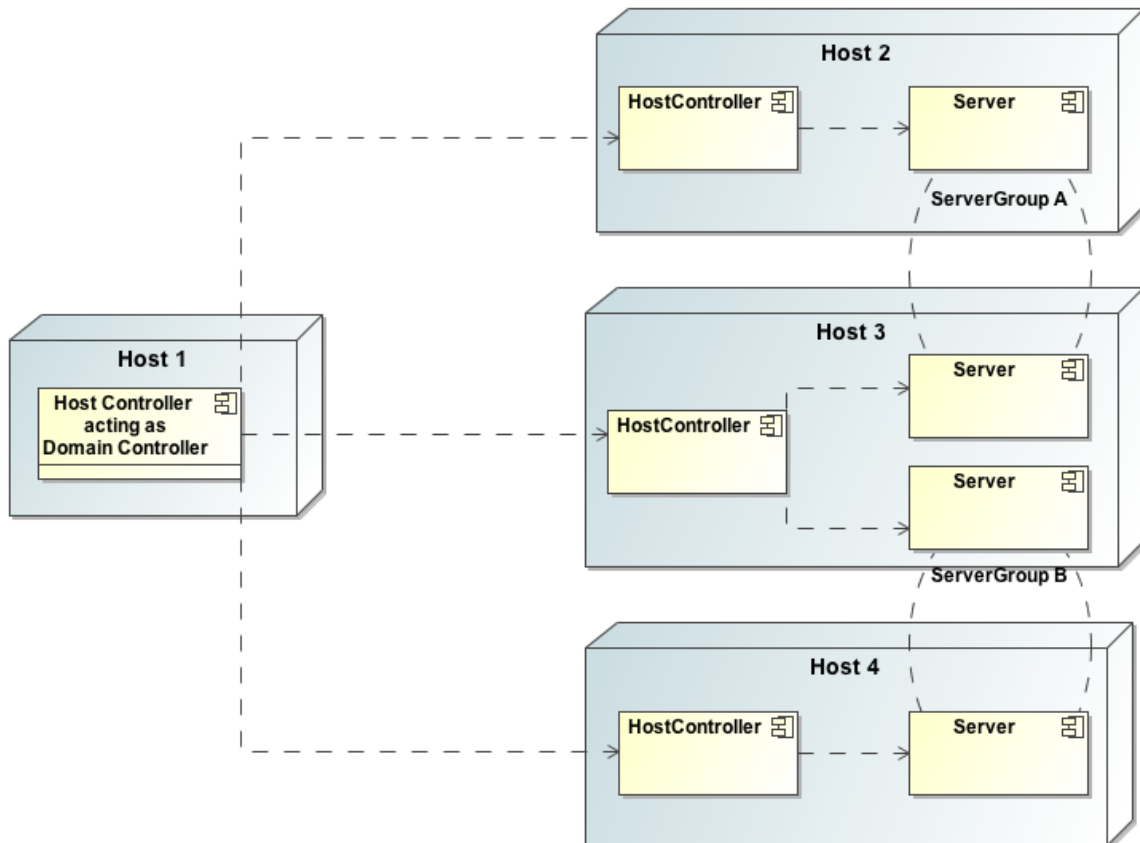 Host 2
HostController
Server
ServerGroup A
Host 1
Host Controller
acting as
Domain Controller
Host 3
HostController
Server
Server
ServerGroup B
Host 4
HostController
Server